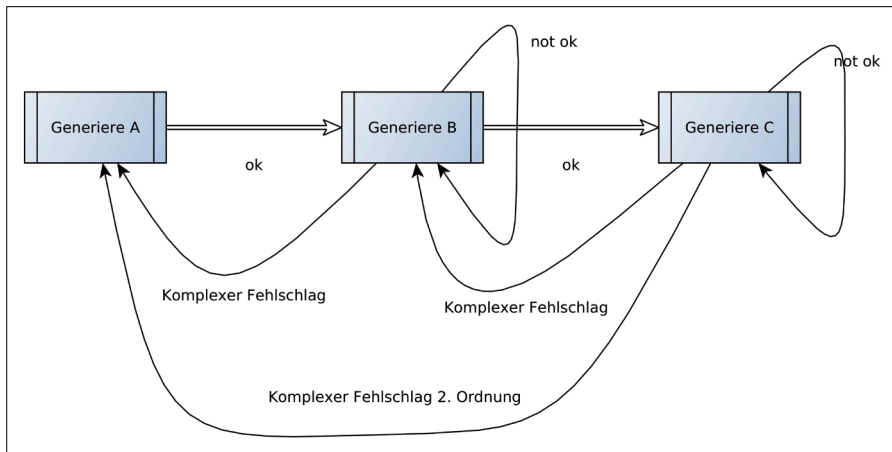 not ok
not ok
Generiere A
Generiere B
Generiere C
ok
ok
Komplexer Fehlschlag
Komplexer Fehlschlag
Komplexer Fehlschlag 2. Ordnung